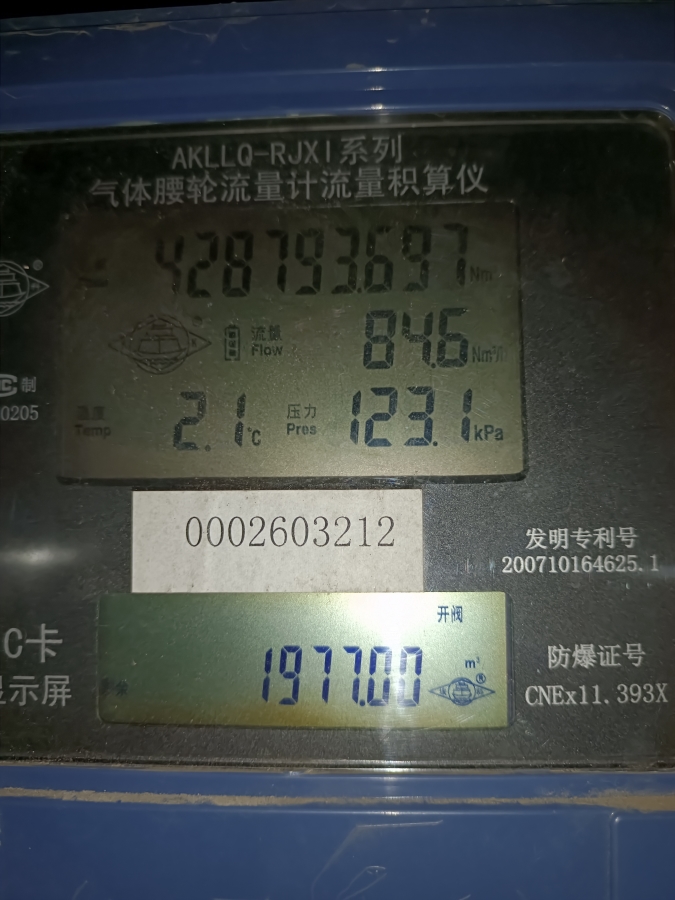 AKLLQ-RJXI系列
气体腰轮流量计流量积算仪
428793.697 Nm³
流量
Flow
84.6 Nm³/h
温度
Temp
2.1 ℃
压力
Pres
123.1 kPa
制
0205
0002603212
发明专利号
200710164625.1
开阀
1977.00 m³
C卡
显示屏
防爆证号
CNEx11.393X